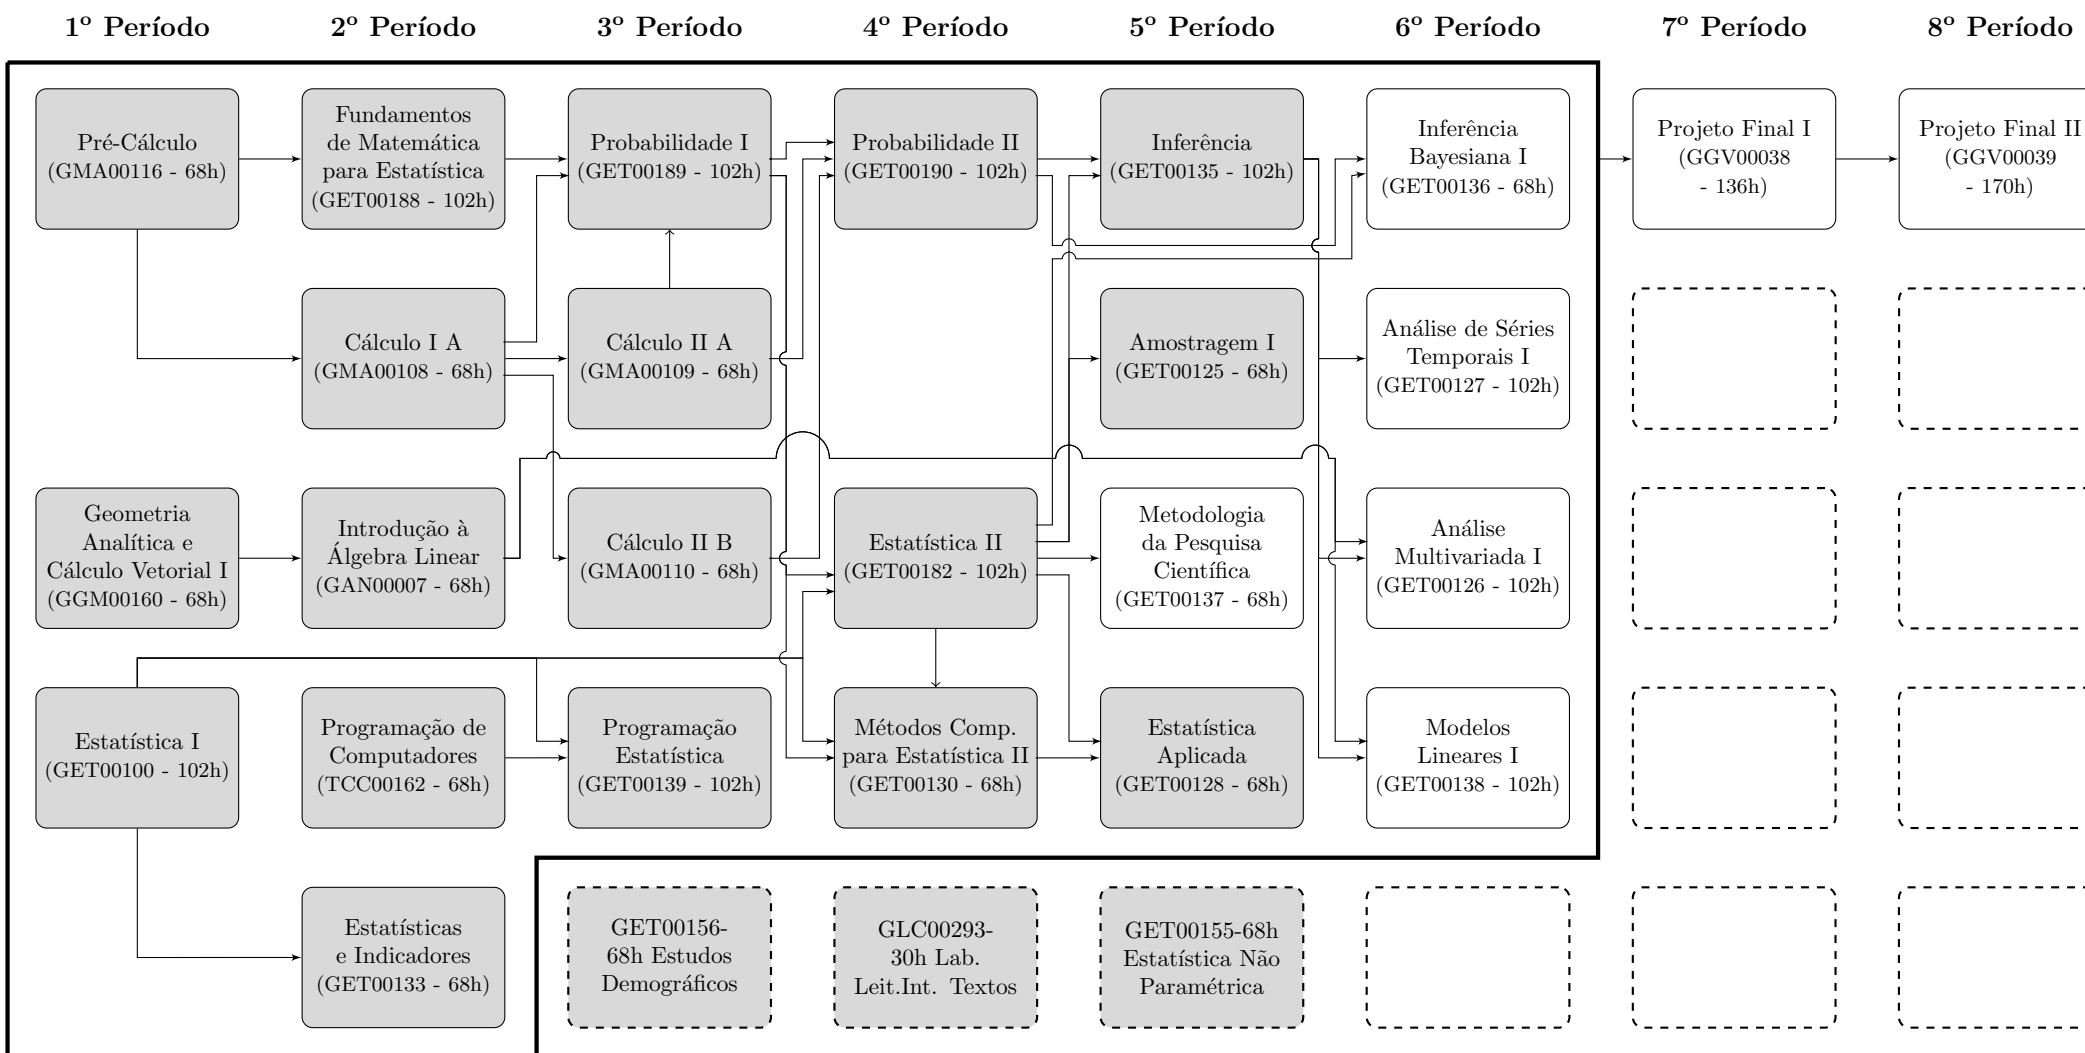 1º Período
2º Período
3º Período
4º Período
5º Período
6º Período
7º Período
8º Período
Pré-Cálculo
(GMA00116 - 68h)
Fundamentos
de Matemática
para Estatística
(GET00188 - 102h)
Probabilidade I
(GET00189 - 102h)
Probabilidade II
(GET00190 - 102h)
Inferência
(GET00135 - 102h)
Inferência
Bayesiana I
(GET00136 - 68h)
Projeto Final I
(GGV00038
- 136h)
Projeto Final II
(GGV00039
- 170h)
Cálculo I A
(GMA00108 - 68h)
Cálculo II A
(GMA00109 - 68h)
Amostragem I
(GET00125 - 68h)
Análise de Séries
Temporais I
(GET00127 - 102h)
Geometria
Analítica e
Cálculo Vetorial I
(GGM00160 - 68h)
Introdução à
Álgebra Linear
(GAN00007 - 68h)
Cálculo II B
(GMA00110 - 68h)
Estatística II
(GET00182 - 102h)
Metodologia
da Pesquisa
Científica
(GET00137 - 68h)
Análise
Multivariada I
(GET00126 - 102h)
Estatística I
(GET00100 - 102h)
Programação de
Computadores
(TCC00162 - 68h)
Programação
Estatística
(GET00139 - 102h)
Métodos Comp.
para Estatística II
(GET00130 - 68h)
Estatística
Aplicada
(GET00128 - 68h)
Modelos
Lineares I
(GET00138 - 102h)
Estatísticas
e Indicadores
(GET00133 - 68h)
GET00156-
68h Estudos
Demográficos
GLC00293-
30h Lab.
Leit.Int. Textos
GET00155-68h
Estatística Não
Paramétrica